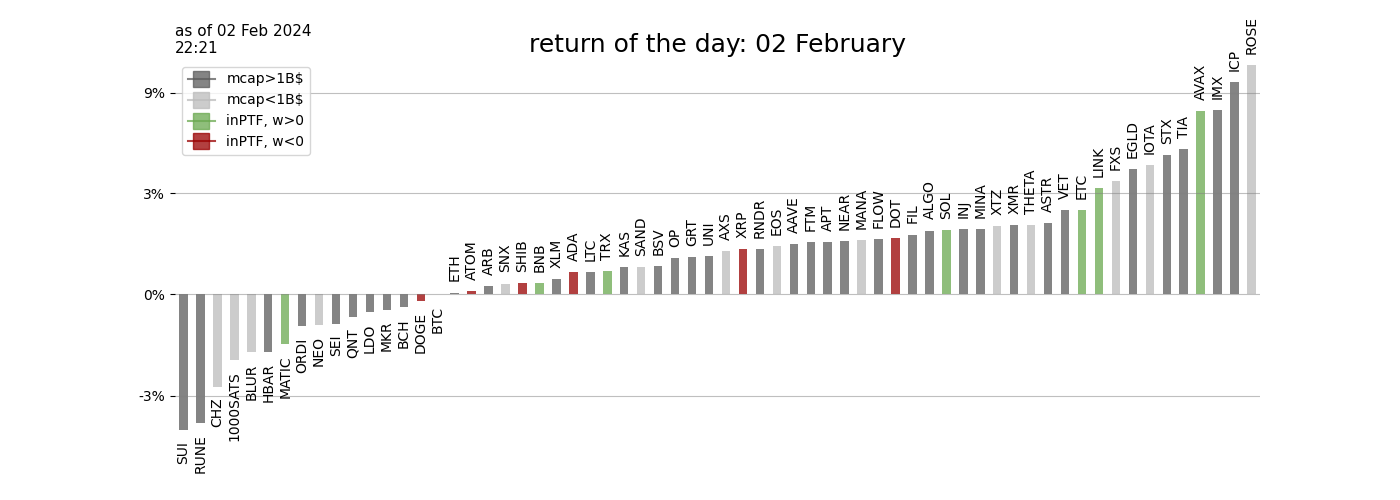 as of 02 Feb 2024
22:21
return of the day: 02 February
mcap>1B$
mcap<1B$
inPTF, w>0
inPTF, w<0
9%
3%
0%
-3%
SUI
RUNE
CHZ
1000SATS
BLUR
HBAR
MATIC
ORDI
NEO
SEI
QNT
LDO
MKR
BCH
DOGE
BTC
ETH
ATOM
ARB
SNX
SHIB
BNB
XLM
ADA
LTC
TRX
KAS
SAND
BSV
OP
GRT
UNI
AXS
XRP
RNDR
EOS
AAVE
FTM
APT
NEAR
MANA
FLOW
DOT
FIL
ALGO
SOL
INJ
MINA
XTZ
XMR
THETA
ASTR
VET
ETC
LINK
FXS
EGLD
IOTA
STX
TIA
AVAX
IMX
ICP
ROSE